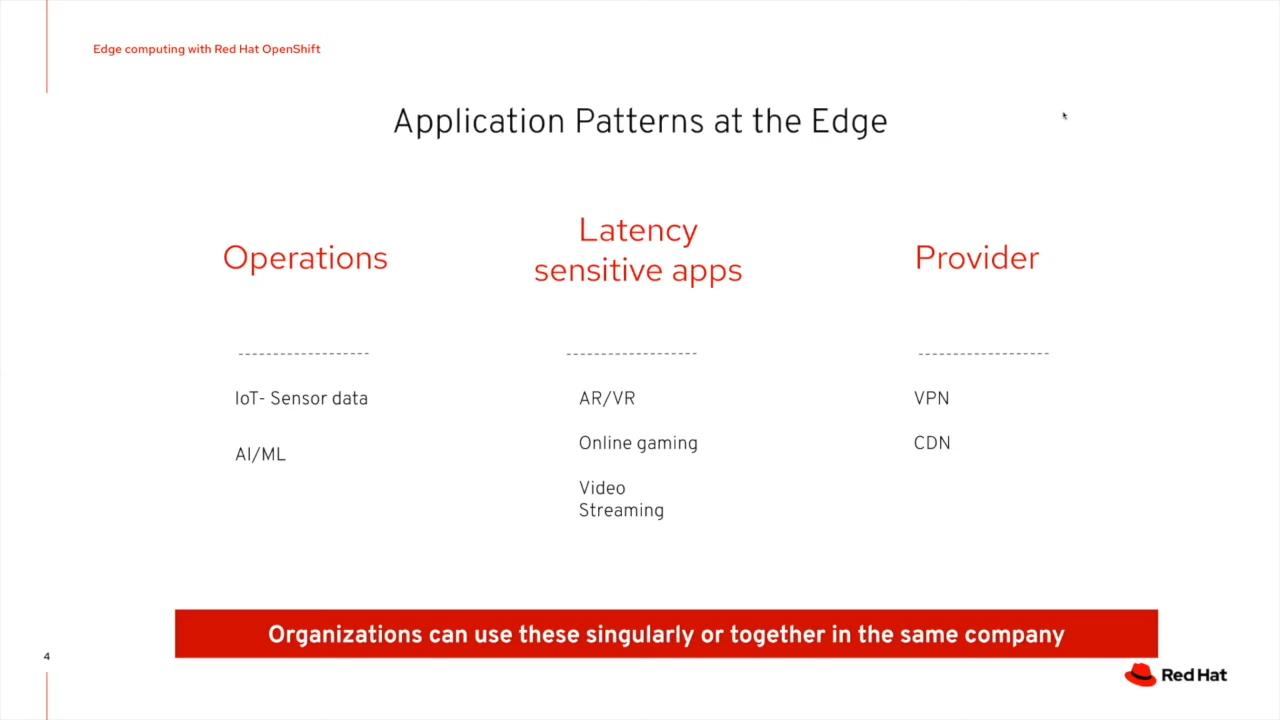 Edge computing with Red Hat OpenShift
Application Patterns at the Edge
Operations
IoT- Sensor data
AI/ML
Latency
sensitive apps
AR/VR
Online gaming
Video
Streaming
Provider
VPN
CDN
Organizations can use these singularly or together in the same company
4
Red Hat